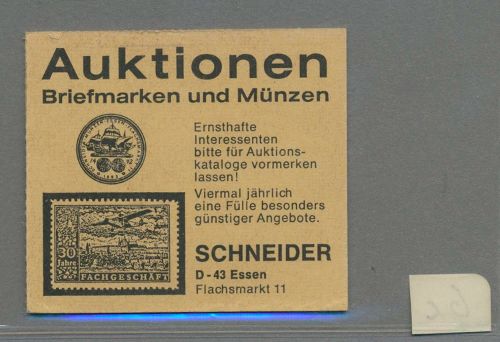 Auktionen
Briefmarken und Münzen
Ernsthafte
Interessenten
bitte für Auktions-
kataloge vormerken
lassen!
Viermal jährlich
eine Fülle besonders
günstiger Angebote.
30
Jahre
FACHGESCHÄFT
SCHNEIDER
D-43 Essen
Flachsmarkt 11